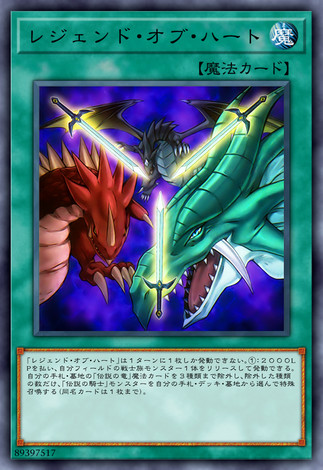 レジェンド・オブ・ハート
魔
【魔法カード】
「レジェンド・オブ・ハート」は1ターンに1枚しか発動できない。①：2000L
Pを払い、自分フィールドの戦士族モンスター1体をリリースして発動できる。
自分の手札・墓地の「伝説の竜」魔法カードを3種類まで除外し、除外した種類
の数だけ、「伝説の騎士」モンスターを自分の手札・デッキ・墓地から選んで特殊
召喚する(同名カードは1枚まで)。
89397517